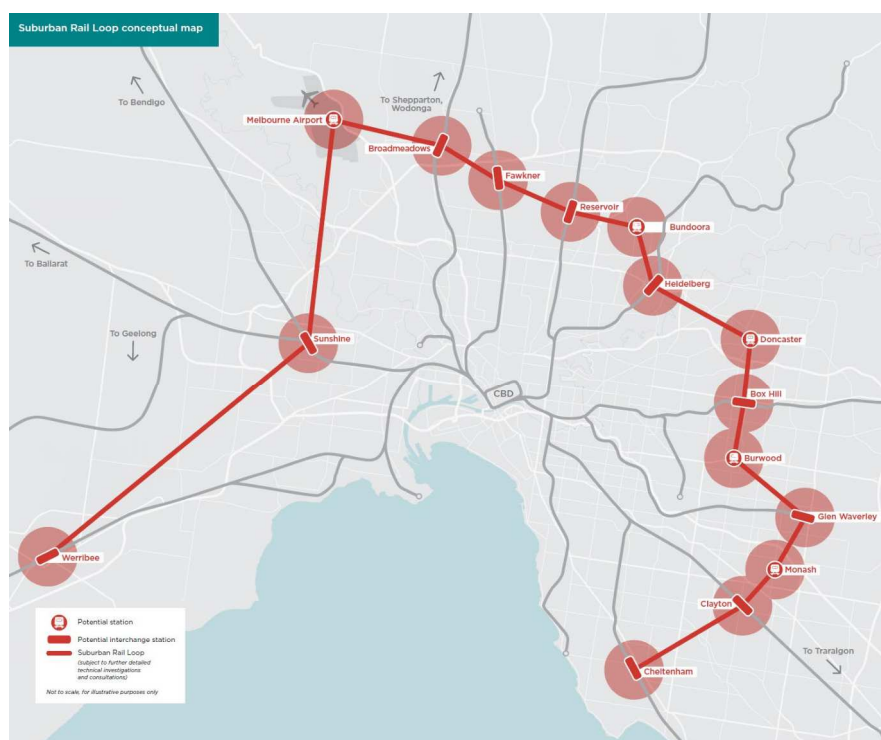 Suburban Rail Loop conceptual map
To Bendigo
To Shepparton,
Wodonga
Melbourne Airport
Broadmeadows
Fawkner
Reservoir
Bundoora
To Ballarat
Heidelberg
To Geelong
Sunshine
Doncaster
CBD
Box Hill
Burwood
Glen Waverley
Werribee
Monash
Clayton
To Traralgon
Cheltenham
Potential station
Potential interchange station
Suburban Rail Loop
(subject to further detailed
technical investigations
and consultations)
Not to scale, for illustrative purposes only